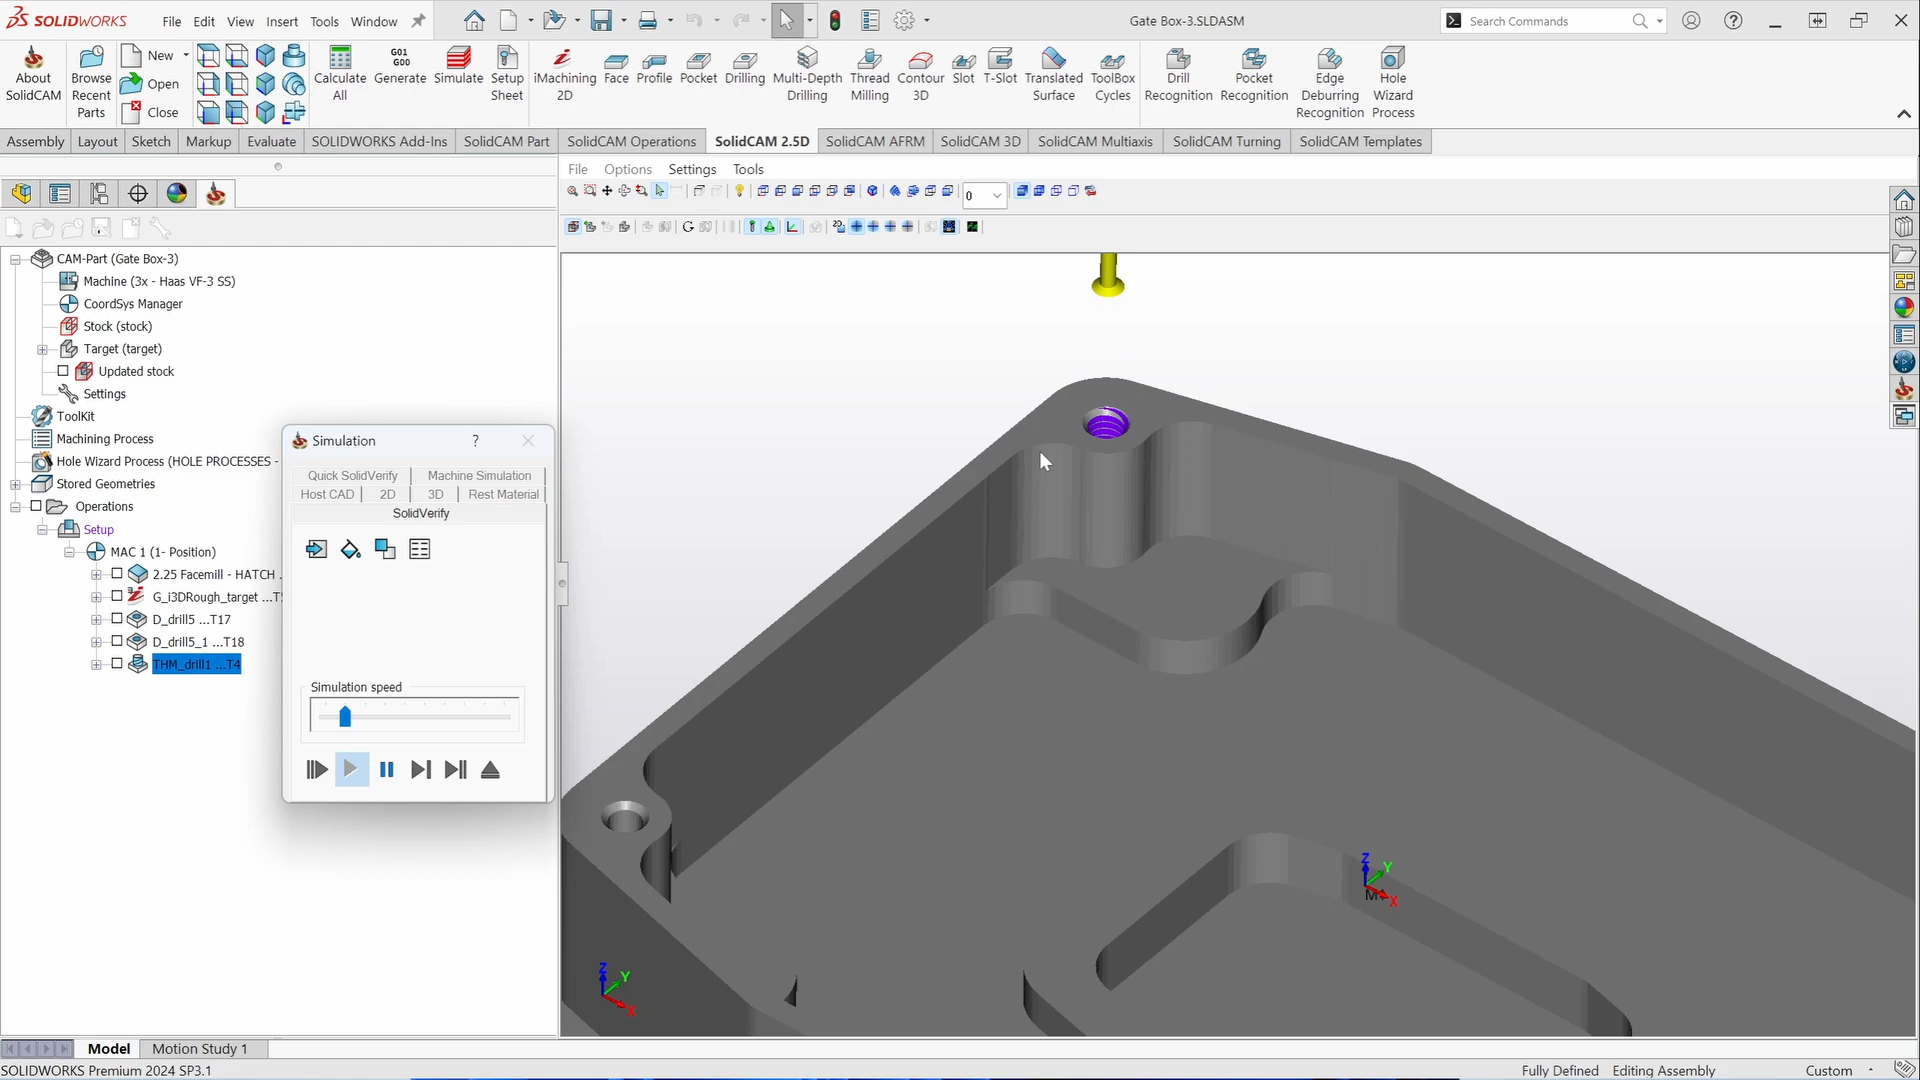 SOLIDWORKS
File Edit View Insert Tools Window
Gate Box-3.SLDASM
Search Commands
About SolidCAM
Browse Recent Parts
New
Open
Close
Calculate All
G01 G00
Generate
Simulate
Setup Sheet
iMachining 2D
Face
Profile
Pocket
Drilling
Multi-Depth Drilling
Thread Milling
Contour 3D
Slot
T-Slot
Translated Surface
ToolBox Cycles
Drill Recognition
Pocket Recognition
Edge Deburring Recognition
Hole Wizard Process
Assembly Layout Sketch Markup Evaluate SOLIDWORKS Add-Ins SolidCAM Part SolidCAM Operations SolidCAM 2.5D SolidCAM AFRM SolidCAM 3D SolidCAM Multiaxis SolidCAM Turning SolidCAM Templates
File Options Settings Tools
0
CAM-Part (Gate Box-3)
Machine (3x - Haas VF-3 SS)
CoordSys Manager
Stock (stock)
Target (target)
Updated stock
Settings
ToolKit
Machining Process
Hole Wizard Process (HOLE PROCESSES -
Stored Geometries
Operations
Setup
MAC 1 (1- Position)
2.25 Facemill - HATCH .
G_i3DRough_target ...T
D_drill5 ...T17
D_drill5_1 ...T18
THM_drill1 ...T4
Simulation ?
Quick SolidVerify Machine Simulation
Host CAD 2D 3D Rest Material
SolidVerify
Simulation speed
Z Y X
Z Y X
Model Motion Study 1
SOLIDWORKS Premium 2024 SP3.1
Fully Defined Editing Assembly Custom